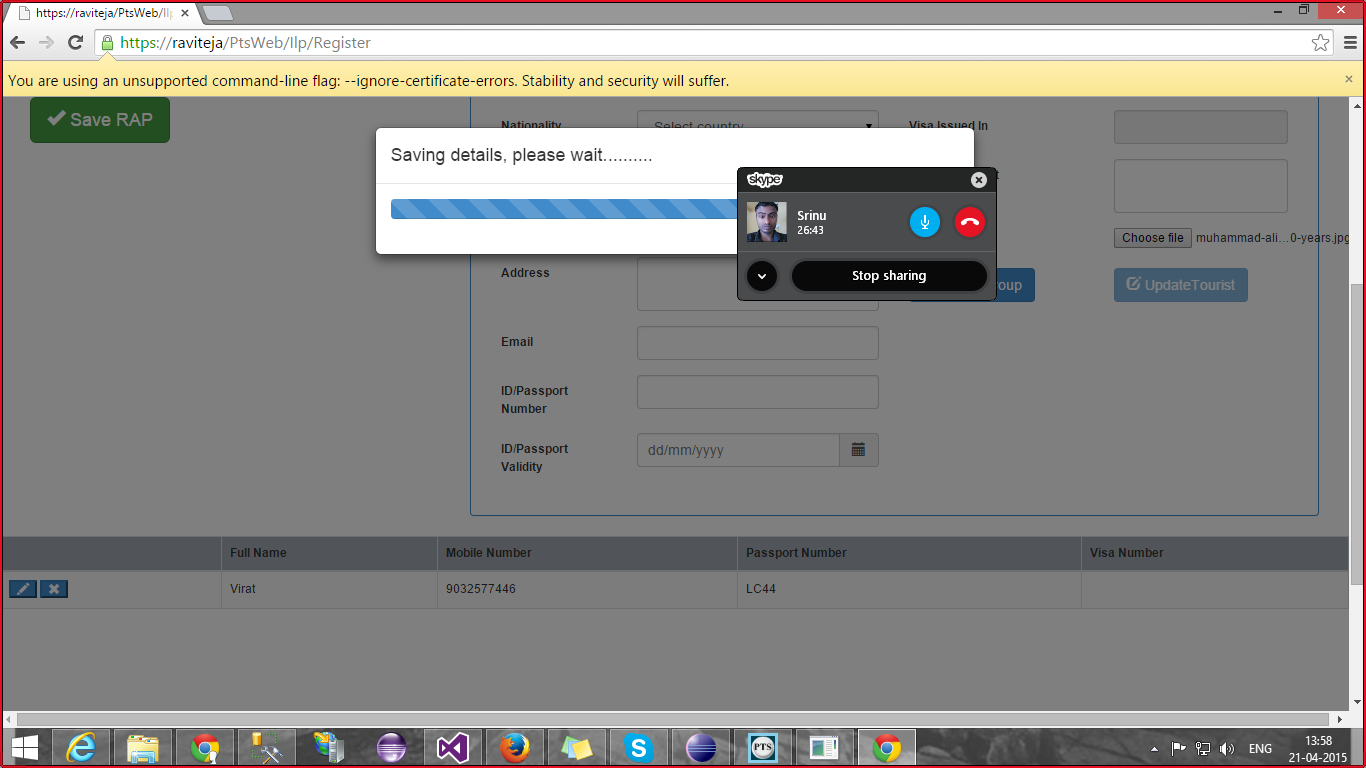 https://raviteja/PtsWeb/Ilp
https://raviteja/PtsWeb/Ilp/Register
You are using an unsupported command-line flag: --ignore-certificate-errors. Stability and security will suffer.
Save RAP
Nationality
Select country
Visa Issued In
Saving details, please wait..........
skype
Srinu
26:43
Stop sharing
Choose file
muhammad-ali...0-years.jpg
Address
UpdateTourist
Email
ID/Passport
Number
ID/Passport
Validity
dd/mm/yyyy
Full Name
Mobile Number
Passport Number
Visa Number
Virat
9032577446
LC44
PTS
ENG
13:58
21-04-2015